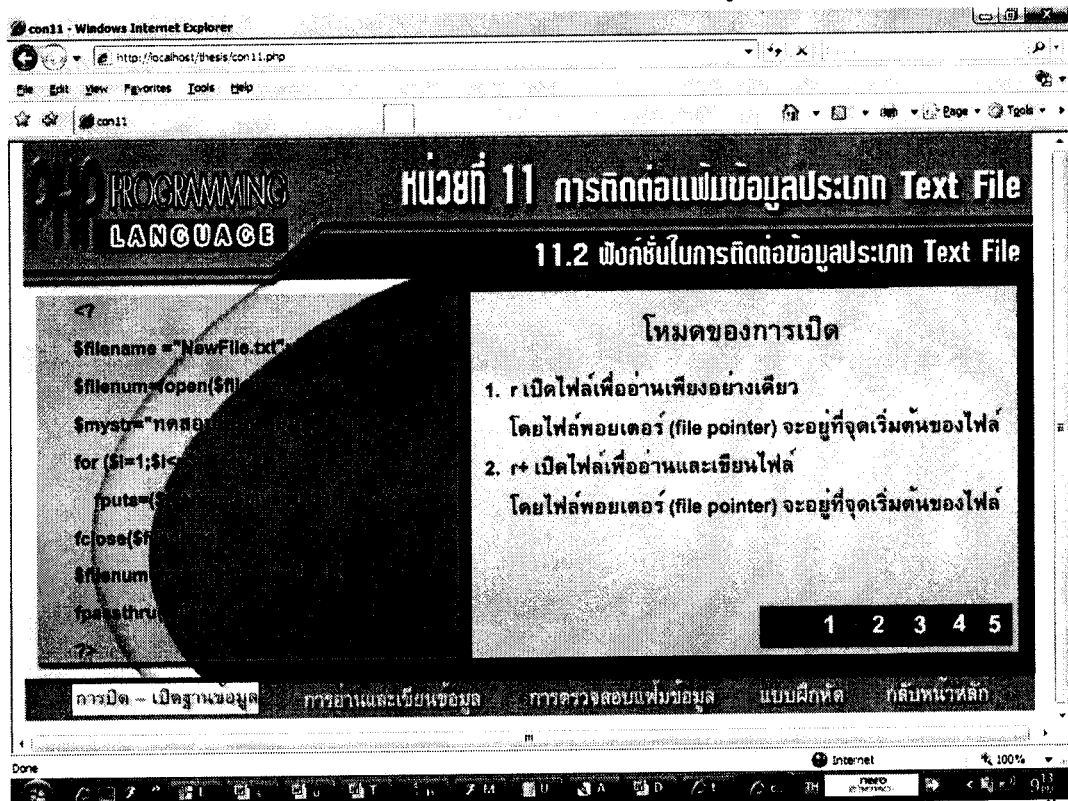 con11 - Windows Internet Explorer
http://localhost/thesis/con11.php
File Edit View Favorites Tools Help
con11
Page Tools
PHP PROGRAMMING
LANGUAGE
หน่วยที่ 11 การติดต่อแฟ้มข้อมูลประเภท Text File
11.2 ฟังก์ชั่นในการติดต่อข้อมูลประเภท Text File
<?
$filename ="NewFile.txt";
$filenum=fopen($fil
$mystr="ทดสอ
for ($i=1;$i<
fputs=($
fclose($f
$filenum
fpassthru(
?>
โหมดของการเปิด
1. r เปิดไฟล์เพื่ออ่านเพียงอย่างเดียว
โดยไฟล์พอยเตอร์ (file pointer) จะอยู่ที่จุดเริ่มต้นของไฟล์
2. r+ เปิดไฟล์เพื่ออ่านและเขียนไฟล์
โดยไฟล์พอยเตอร์ (file pointer) จะอยู่ที่จุดเริ่มต้นของไฟล์
1 2 3 4 5
การปิด – เปิดฐานข้อมูล การอ่านและเขียนข้อมูล การตรวจสอบแฟ้มข้อมูล แบบฝึกหัด กลับหน้าหลัก
Done Internet 100%
TH nero